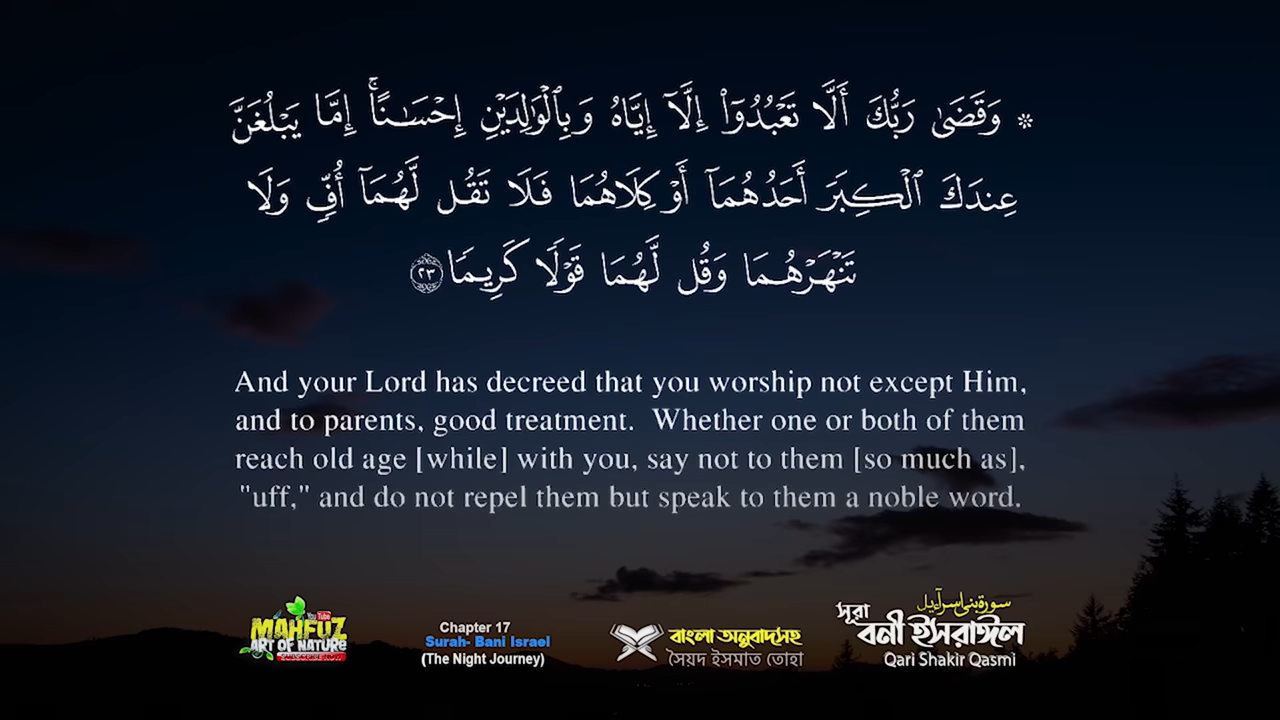 ۞ وَقَضَىٰ رَبُّكَ أَلَّا تَعْبُدُوٓا۟ إِلَّآ إِيَّاهُ وَبِٱلْوَٰلِدَيْنِ إِحْسَـٰنًا ۚ إِمَّا يَبْلُغَنَّ
عِندَكَ ٱلْكِبَرَ أَحَدُهُمَآ أَوْ كِلَاهُمَا فَلَا تَقُل لَّهُمَآ أُفٍّ وَلَا
تَنْهَرْهُمَا وَقُل لَّهُمَا قَوْلًا كَرِيمًا ٢٣
And your Lord has decreed that you worship not except Him,
and to parents, good treatment. Whether one or both of them
reach old age [while] with you, say not to them [so much as],
"uff," and do not repel them but speak to them a noble word.
You Tube
MAHFUZ
ART OF NATURE
Chapter 17
Surah- Bani Israel
(The Night Journey)
বাংলা অনুবাদসহ
সৈয়দ ইসমাত তোহা
سورة بنی اسرآءیل
সূরা
বনী ইসরাঈল
Qari Shakir Qasmi